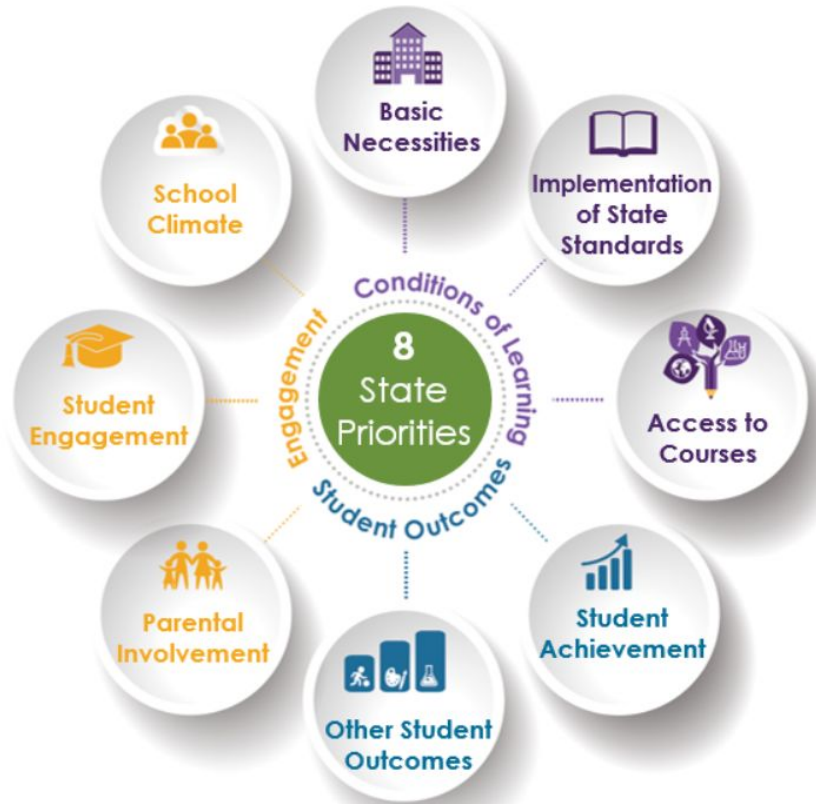 Basic
Necessities
Implementation
of State
Standards
Access to
Courses
Student
Achievement
Other Student
Outcomes
Parental
Involvement
Student
Engagement
School
Climate
Conditions of Learning
Engagement
Student Outcomes
8
State
Priorities